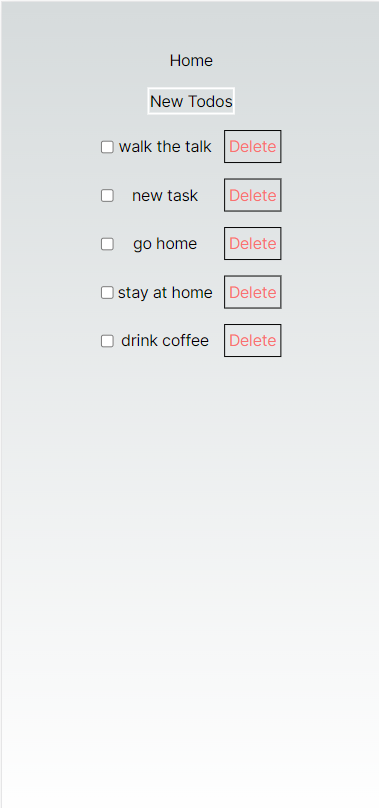 Home
New Todos
walk the talk Delete
new task Delete
go home Delete
stay at home Delete
drink coffee Delete